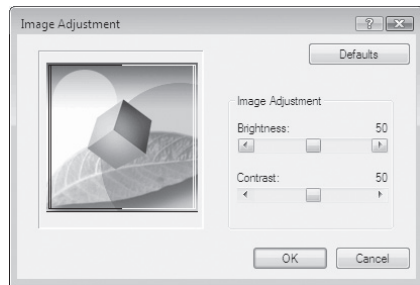 Image Adjustment
Defaults
Image Adjustment
Brightness: 50
Contrast: 50
OK Cancel